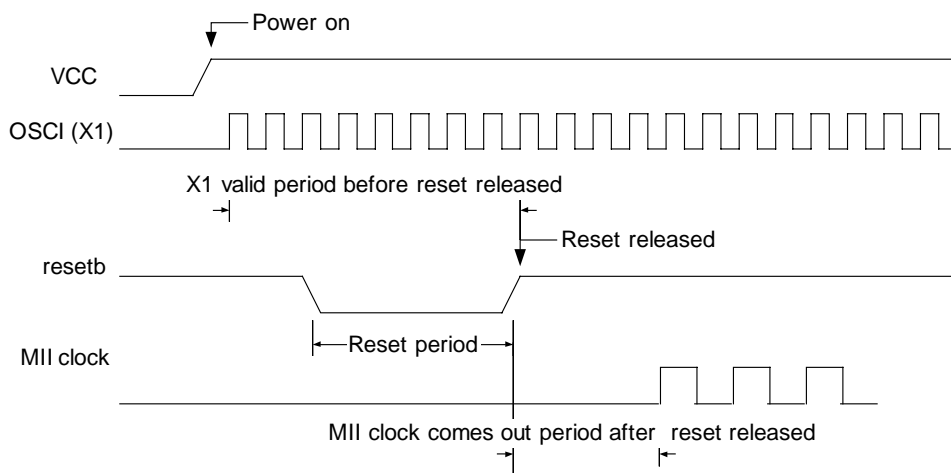 Power on
VCC
OSCI (X1)
X1 valid period before reset released
Reset released
resetb
Reset period
MII clock
MII clock comes out period after reset released